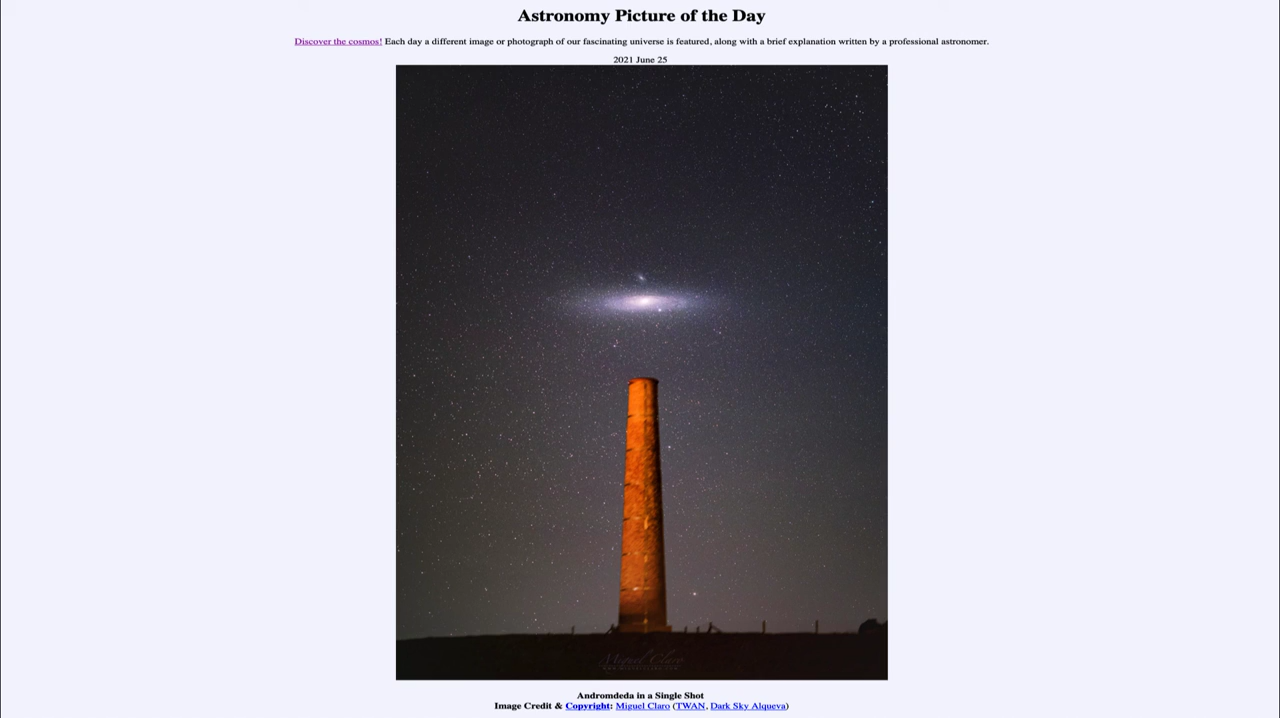 Astronomy Picture of the Day
Discover the cosmos! Each day a different image or photograph of our fascinating universe is featured, along with a brief explanation written by a professional astronomer.
2021 June 25
Miguel Claro
Andromdeda in a Single Shot
Image Credit & Copyright: Miguel Claro (TWAN, Dark Sky Alqueva)